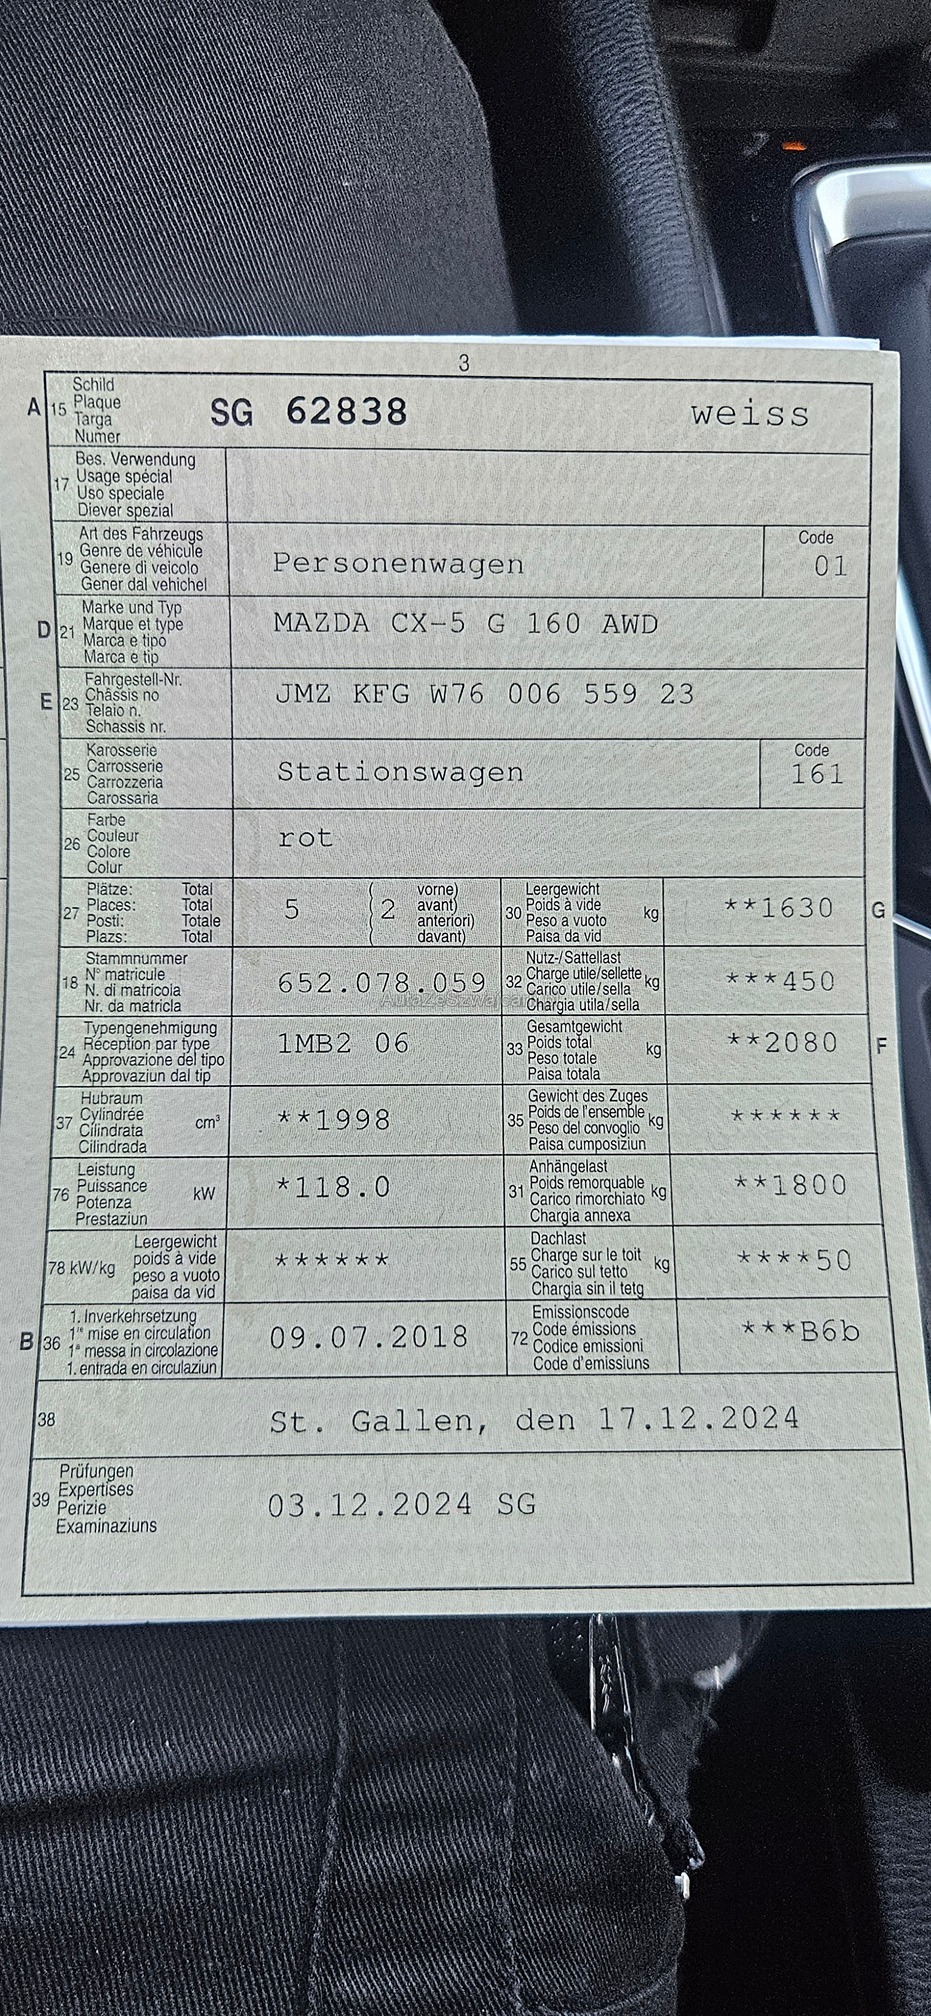 3
A 15 Schild
Plaque
Targa
Numer
SG 62838 weiss
17 Bes. Verwendung
Usage spécial
Uso speciale
Diever spezial
19 Art des Fahrzeugs
Genre de véhicule
Genere di veicolo
Gener dal vehichel
Personenwagen
Code
01
D 21 Marke und Typ
Marque et type
Marca e tipo
Marca e tip
MAZDA CX-5 G 160 AWD
E 23 Fahrgestell-Nr.
Châssis no
Telaio n.
Schassis nr.
JMZ KFG W76 006 559 23
25 Karosserie
Carrosserie
Carrozzeria
Carossaria
Stationswagen
Code
161
26 Farbe
Couleur
Colore
Colur
rot
27 Plätze: Total
Places: Total
Posti: Totale
Plazs: Total
5 (2 vorne)
avant)
anteriori)
davant)
30 Leergewicht
Poids à vide
Peso a vuoto
Paisa da vid
kg
**1630 G
18 Stammnummer
N° matricule
N. di matricola
Nr. da matricla
652.078.059
32 Nutz-/Sattellast
Charge utile/sellette
Carico utile/sella
Chargia utila/sella
kg
***450
24 Typengenehmigung
Réception par type
Approvazione del tipo
Approvaziun dal tip
1MB2 06
33 Gesamtgewicht
Poids total
Peso totale
Paisa totala
kg
**2080 F
37 Hubraum
Cylindrée
Cilindrata
Cilindrada
cm³
**1998
35 Gewicht des Zuges
Poids de l'ensemble
Peso del convoglio
Paisa cumposiziun
kg
******
76 Leistung
Puissance
Potenza
Prestaziun
kW
*118.0
31 Anhängelast
Poids remorquable
Carico rimorchiato
Chargia annexa
kg
**1800
78 kW/kg Leergewicht
poids à vide
peso a vuoto
paisa da vid
******
55 Dachlast
Charge sur le toit
Carico sul tetto
Chargia sin il tetg
kg
****50
B 36 1. Inverkehrsetzung
1re mise en circulation
1a messa in circolazione
1. entrada en circulaziun
09.07.2018
72 Emissionscode
Code émissions
Codice emissioni
Code d'emissiuns
***B6b
38 St. Gallen, den 17.12.2024
39 Prüfungen
Expertises
Perizie
Examinaziuns
03.12.2024 SG